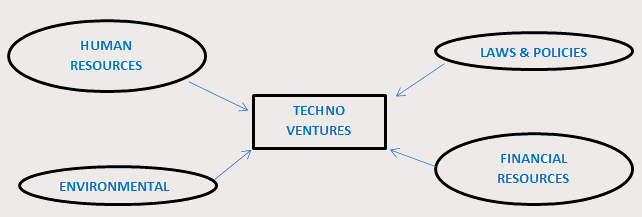 HUMAN
RESOURCES
LAWS & POLICIES
TECHNO
VENTURES
ENVIRONMENTAL
FINANCIAL
RESOURCES